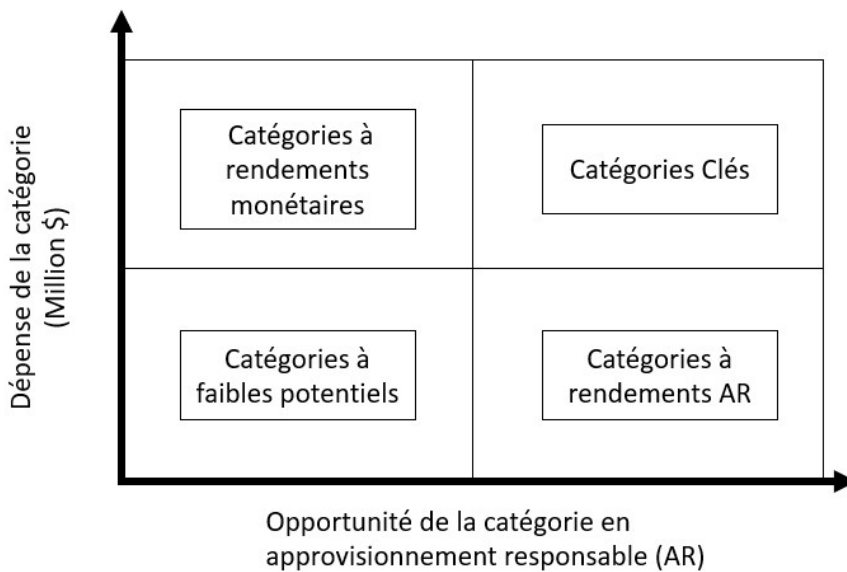 Dépense de la catégorie
(Million $)
Catégories à
rendements
monétaires
Catégories Clés
Catégories à
faibles potentiels
Catégories à
rendements AR
Opportunité de la catégorie en
approvisionnement responsable (AR)